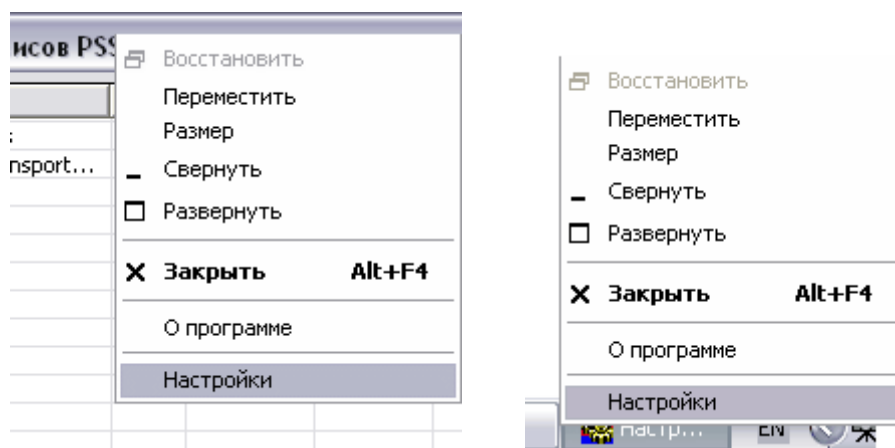 исов PSS
nsport...
Восстановить
Переместить
Размер
Свернуть
Развернуть
Закрыть Alt+F4
О программе
Настройки
Восстановить
Переместить
Размер
Свернуть
Развернуть
Закрыть Alt+F4
О программе
Настройки
Настр... EN